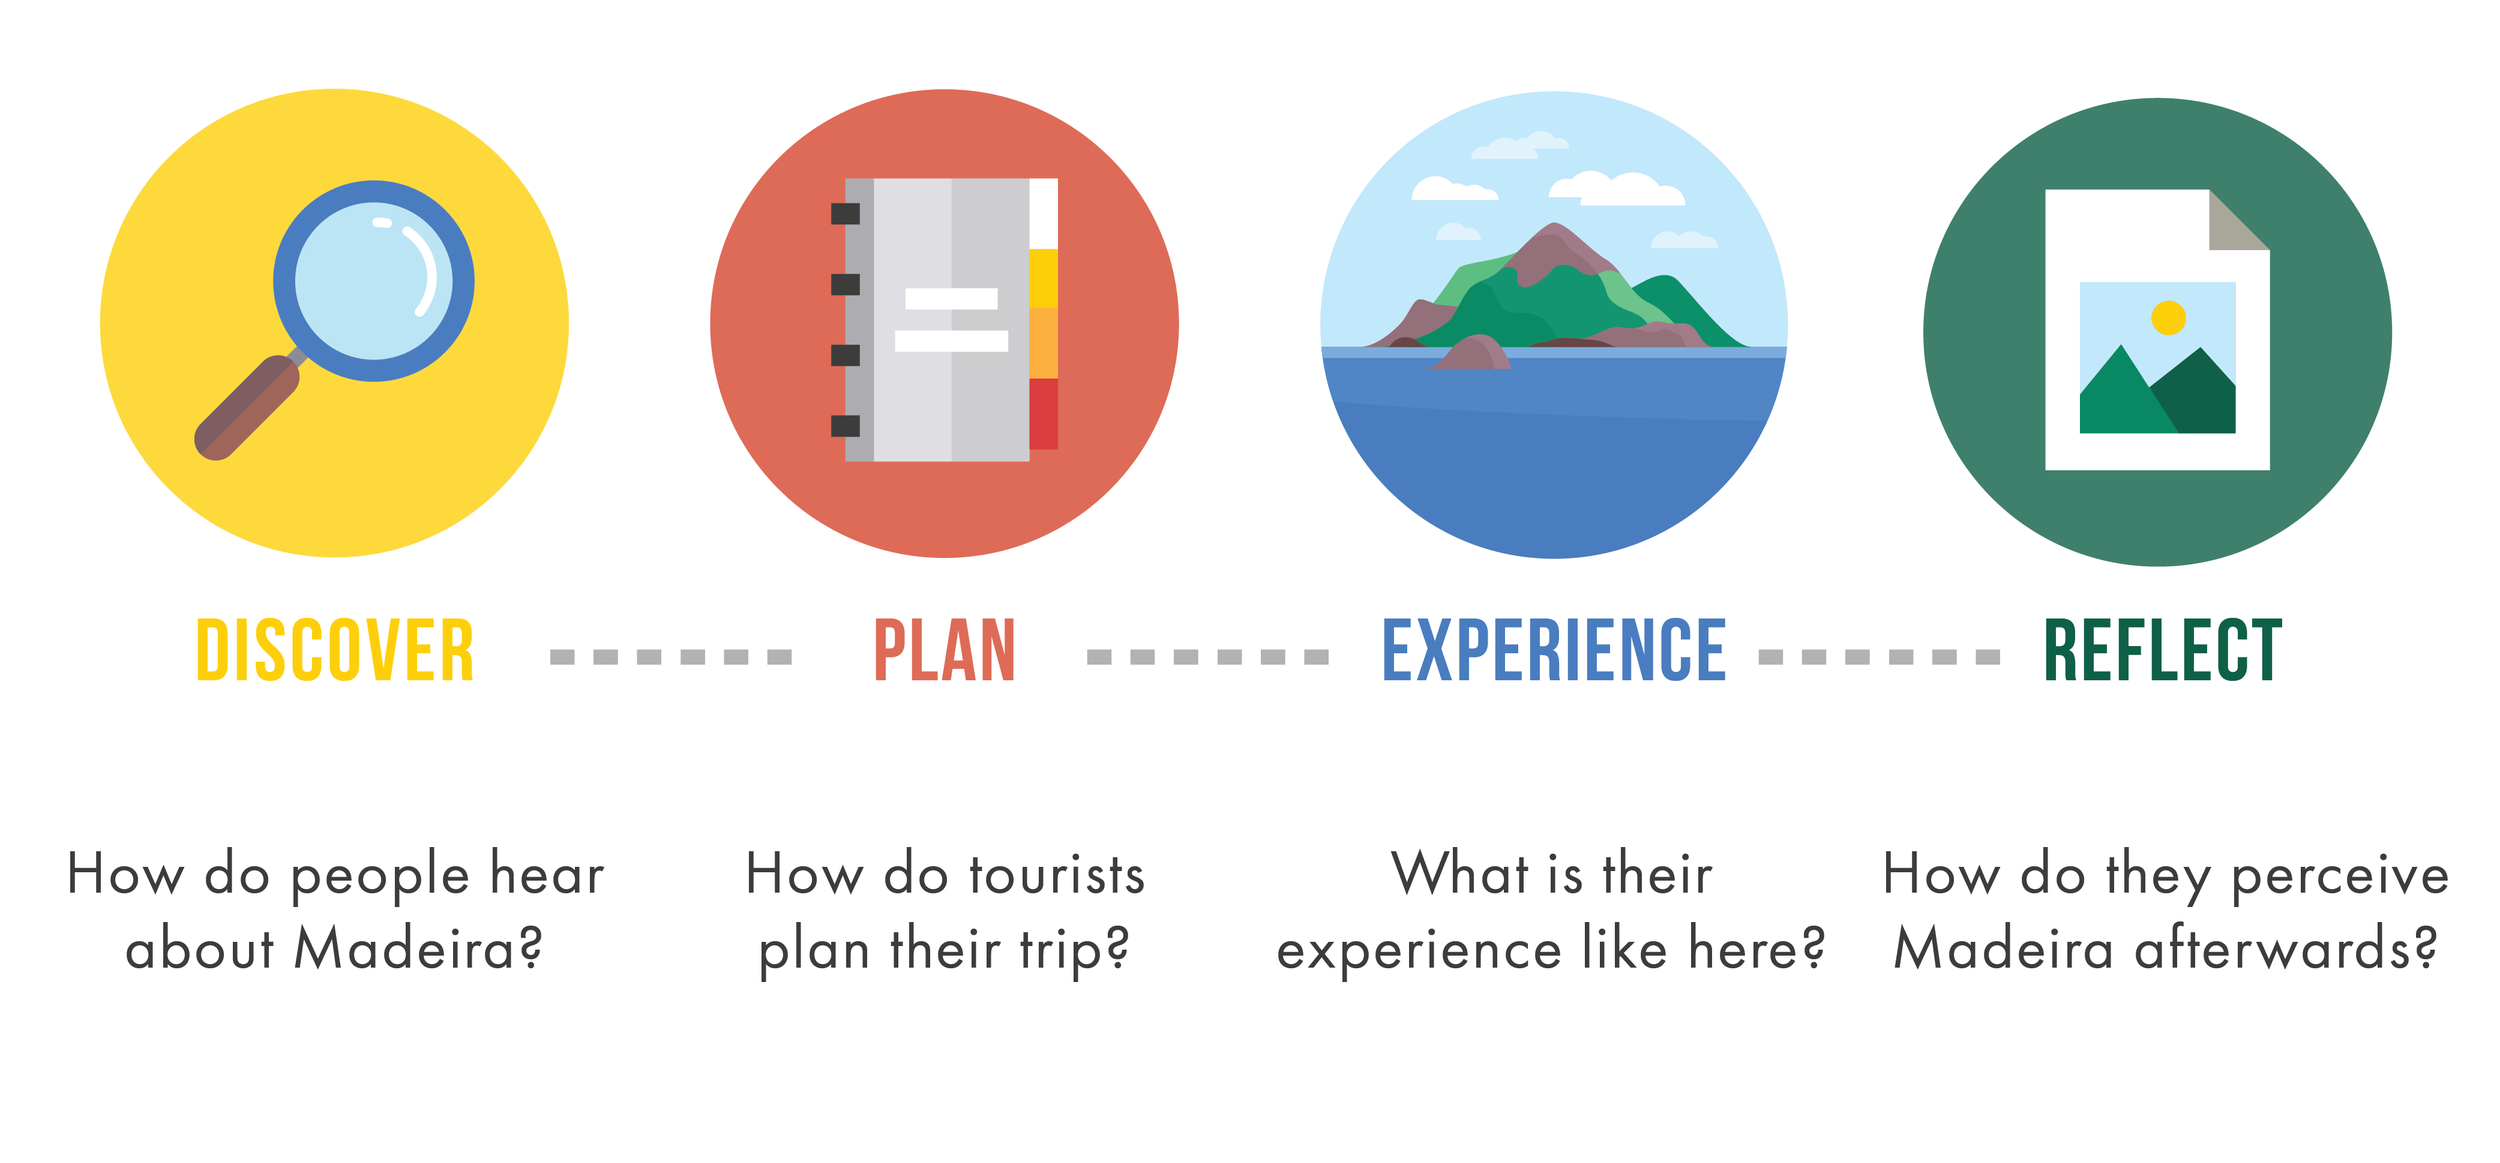 DISCOVER
PLAN
EXPERIENCE
REFLECT
How do people hear
about Madeira?
How do tourists
plan their trip?
What is their
experience like here?
How do they perceive
Madeira afterwards?